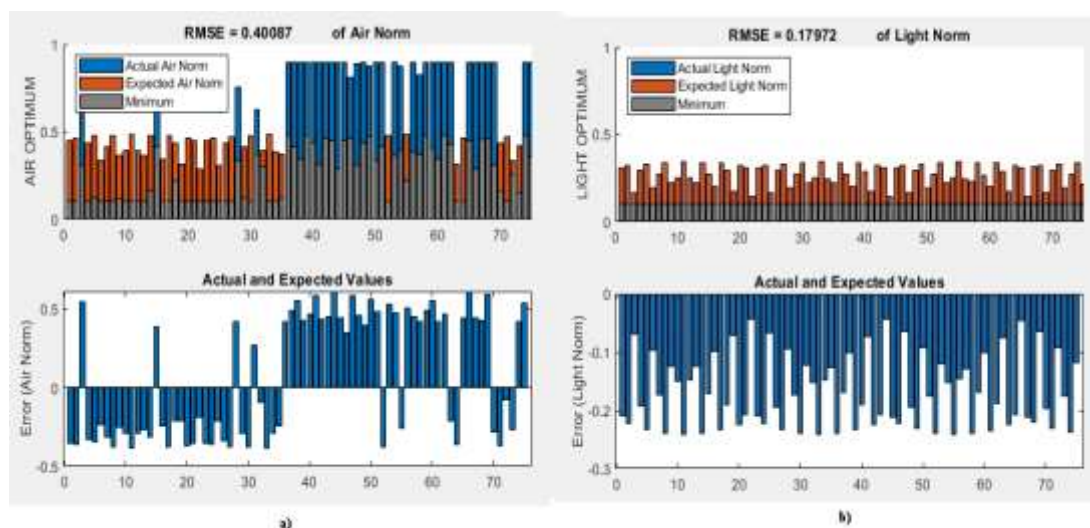 RMSE = 0.40087 of Air Norm
1
0.5
0
AIR OPTIMUM
Actual Air Norm
Expected Air Norm
Minimum
0 10 20 30 40 50 60 70
Actual and Expected Values
0.5
0
-0.5
Error (Air Norm)
0 10 20 30 40 50 60 70
a)
RMSE = 0.17972 of Light Norm
1
0.5
0
LIGHT OPTIMUM
Actual Light Norm
Expected Light Norm
Minimum
0 10 20 30 40 50 60 70
Actual and Expected Values
0
-0.1
-0.2
-0.3
Error (Light Norm)
0 10 20 30 40 50 60 70
b)